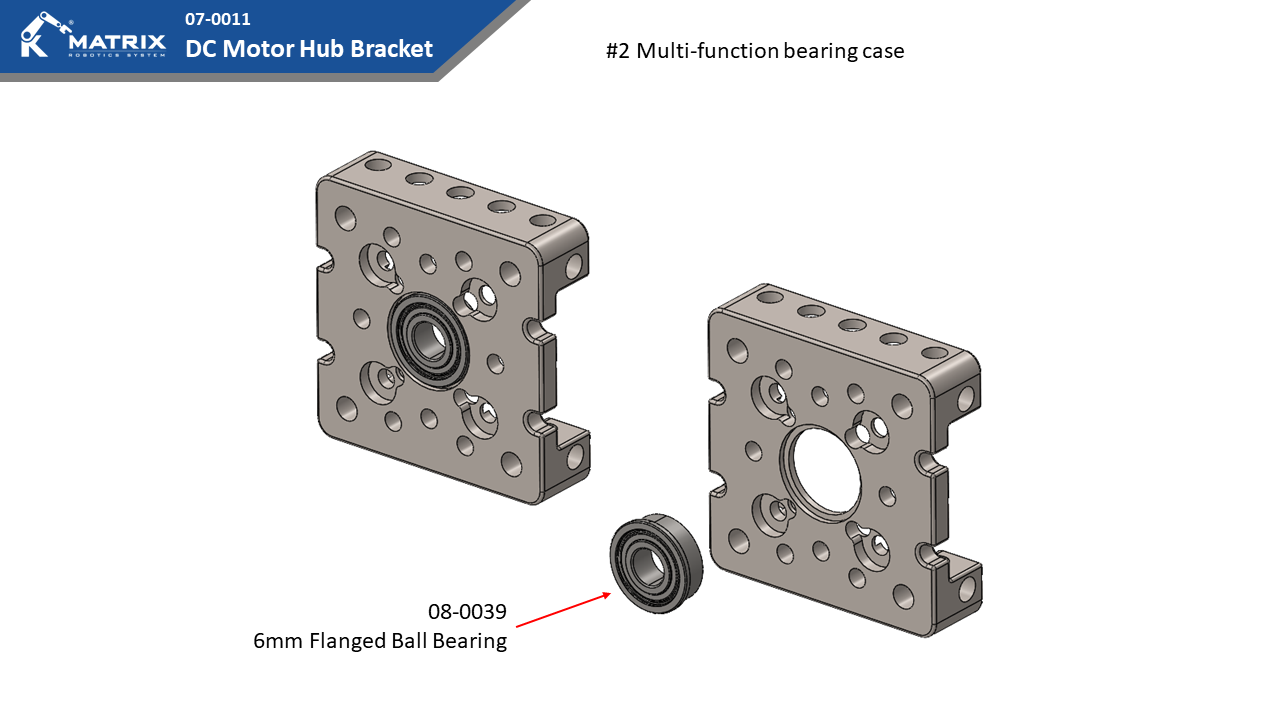 07-0011
DC Motor Hub Bracket
K MATRIX®
ROBOTICS SYSTEM
#2 Multi-function bearing case
08-0039
6mm Flanged Ball Bearing